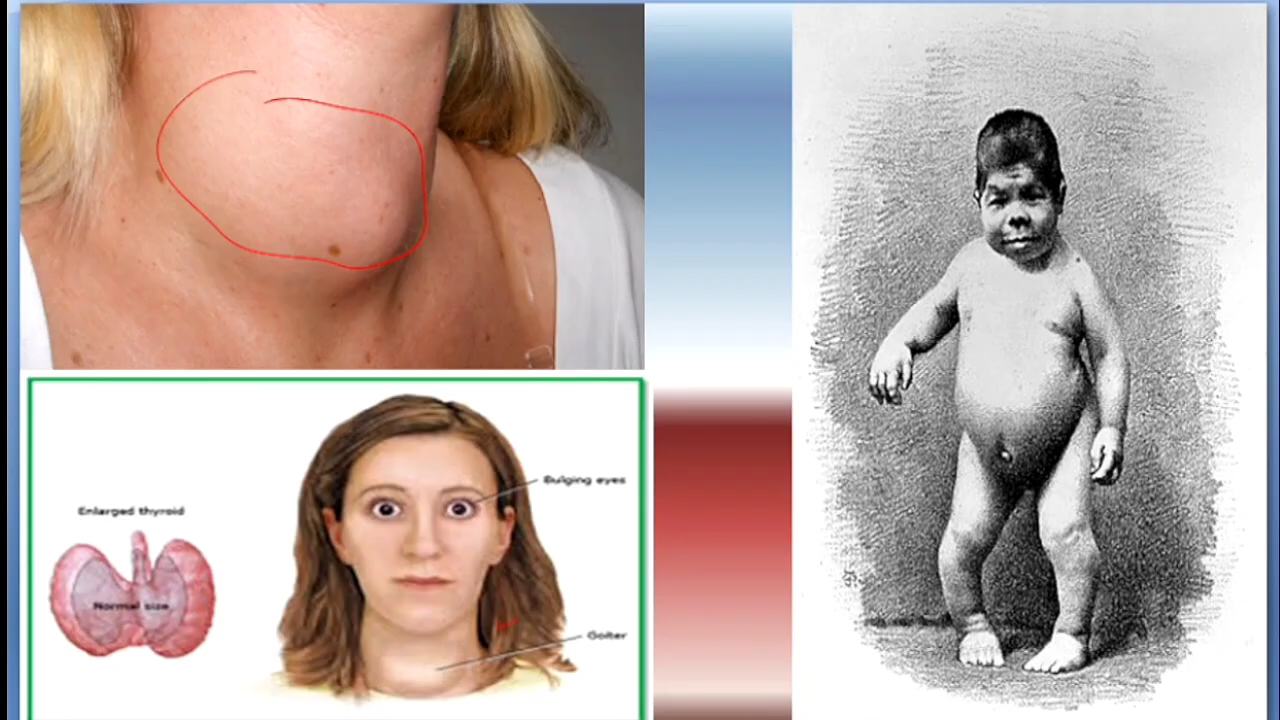 Bulging eyes
Enlarged thyroid
Normal size
Goiter